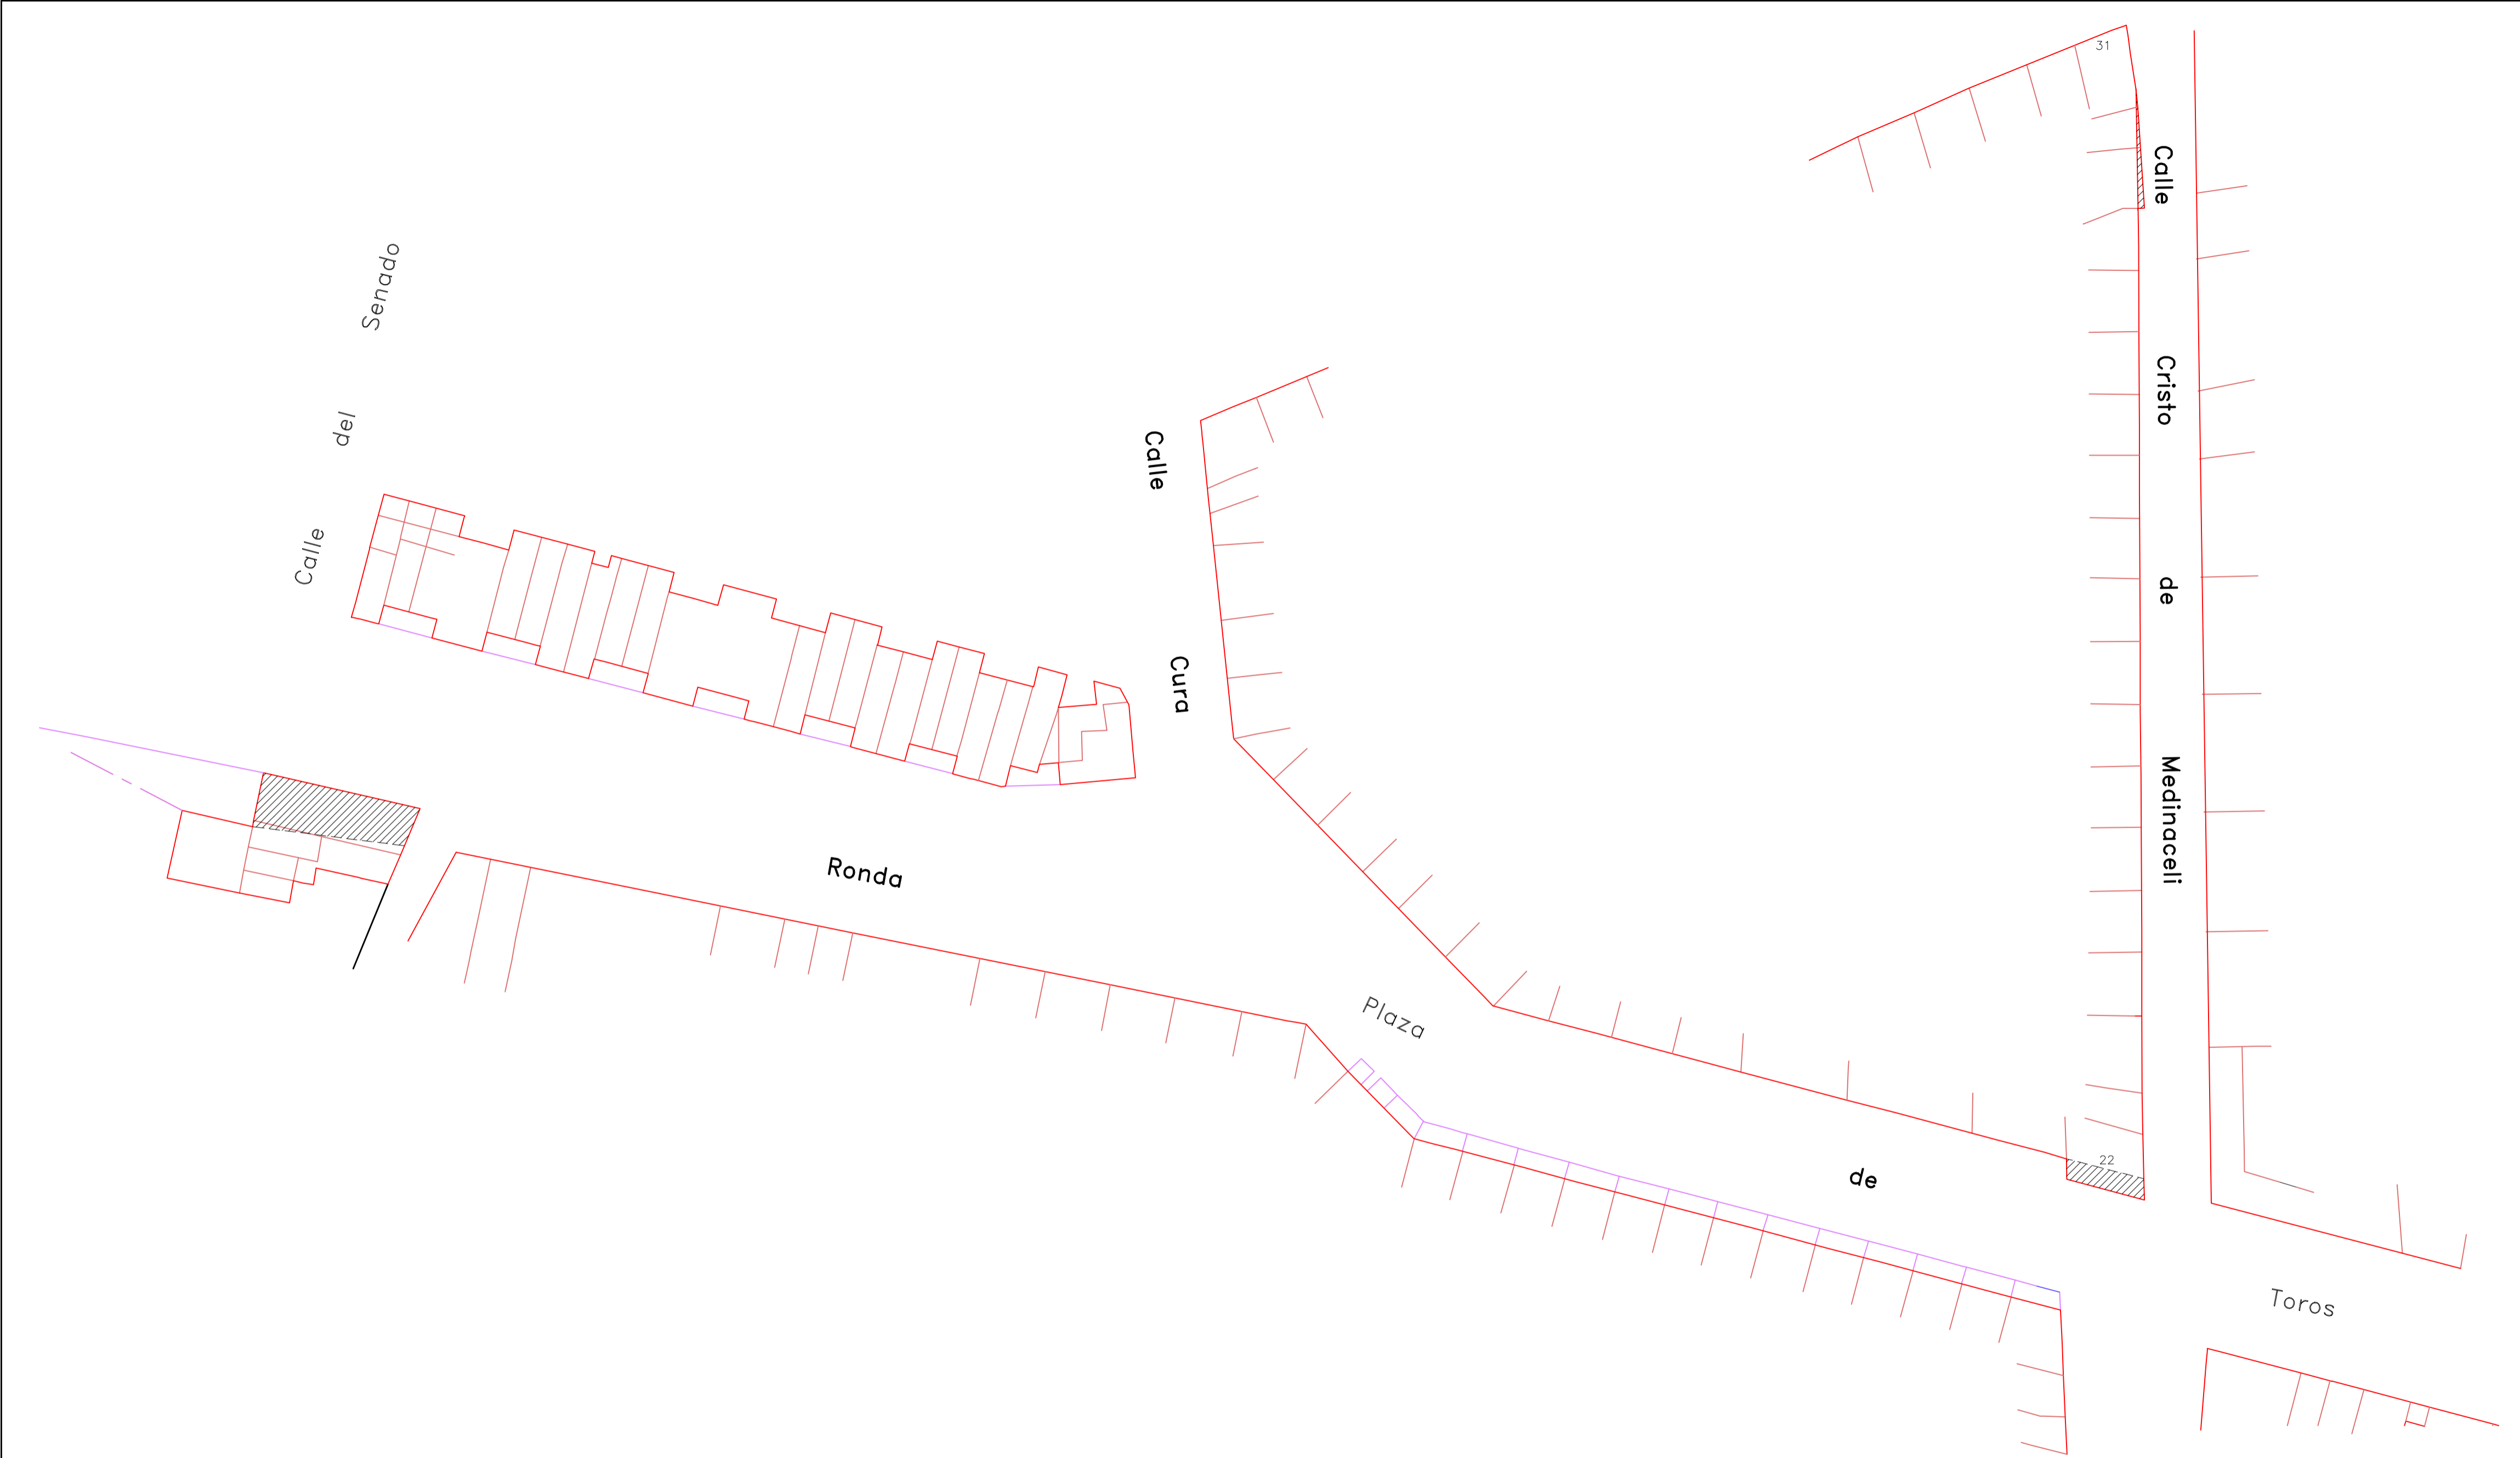 Calle del Senado
Calle Cura
Calle Cristo de Medinaceli
Ronda
Plaza de Toros
31
22